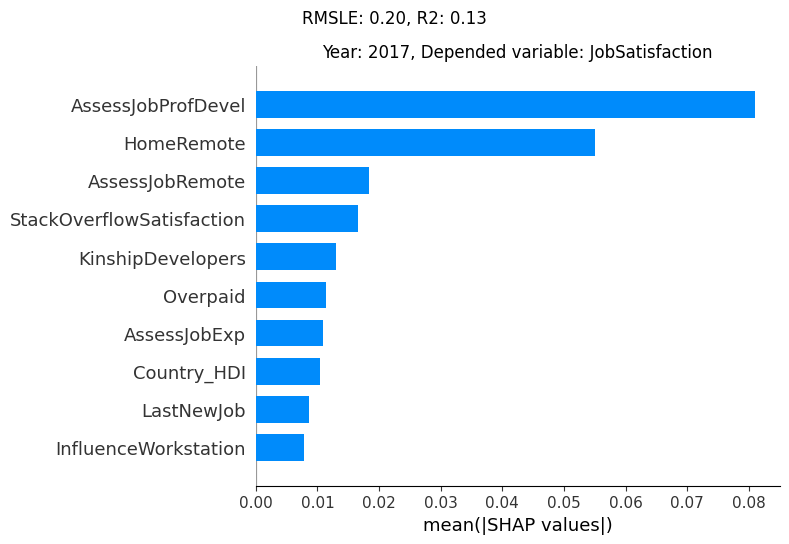 RMSLE: 0.20, R2: 0.13
Year: 2017, Depended variable: JobSatisfaction
AssessJobProfDevel
HomeRemote
AssessJobRemote
StackOverflowSatisfaction
KinshipDevelopers
Overpaid
AssessJobExp
Country_HDI
LastNewJob
InfluenceWorkstation
0.00 0.01 0.02 0.03 0.04 0.05 0.06 0.07 0.08
mean(|SHAP values|)